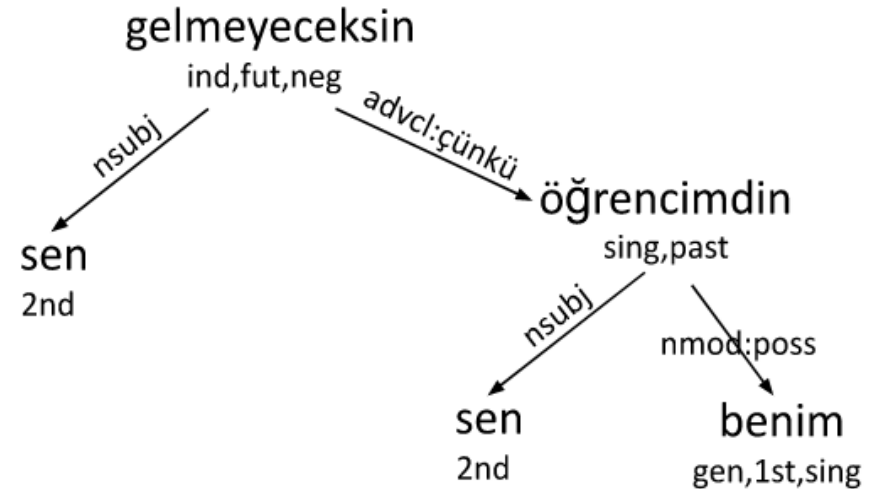 gelmeyeceksin
ind,fut,neg
nsubj
advcl:çünkü
öğrencimdin
sing,past
sen
2nd
nsubj
nmod:poss
sen
2nd
benim
gen,1st,sing